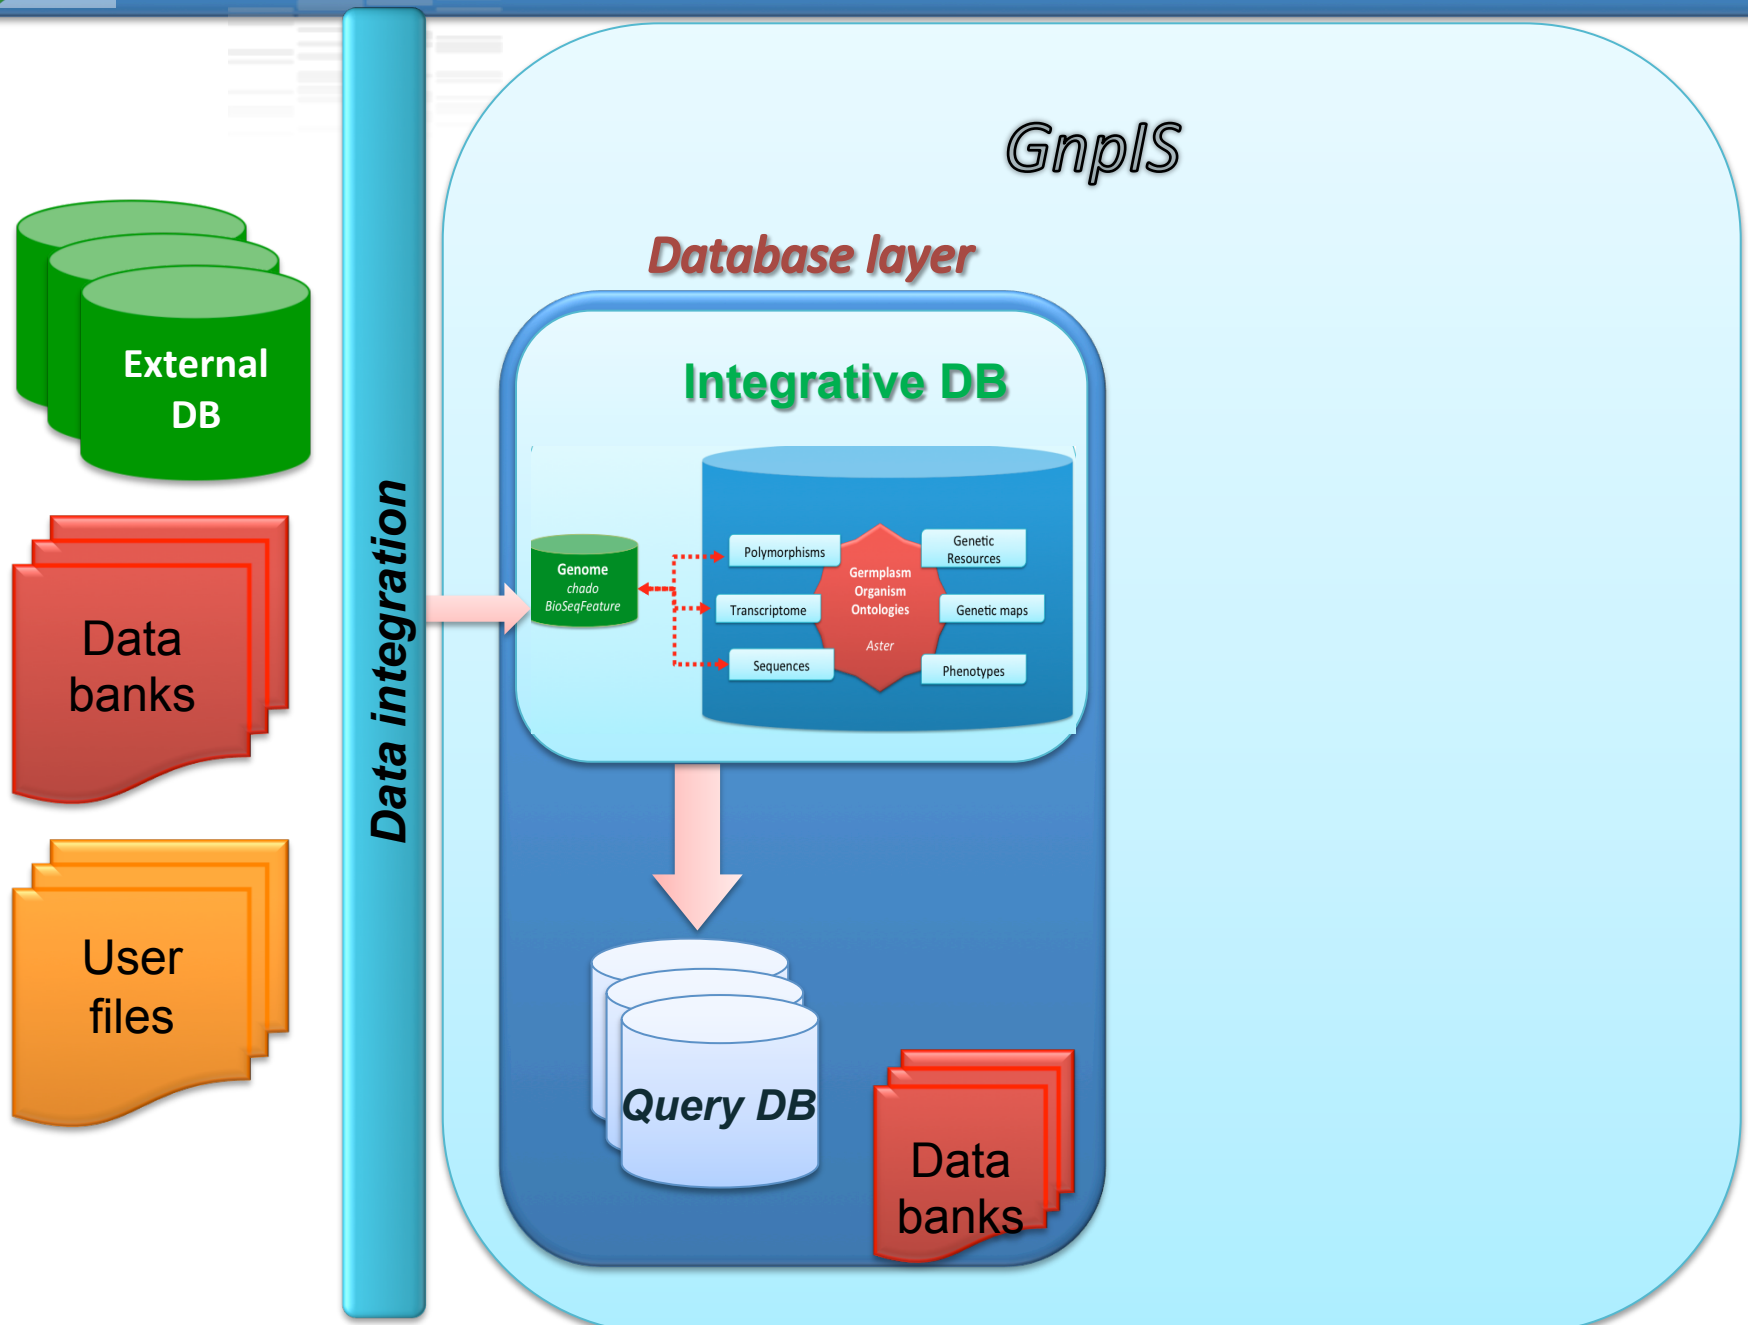 GnpIS
Database layer
Integrative DB
External
DB
Data
banks
User
files
Data integration
Genome
chado
BioSeqFeature
Polymorphisms
Transcriptome
Sequences
Germplasm
Organism
Ontologies
Aster
Genetic
Resources
Genetic maps
Phenotypes
Query DB
Data
banks